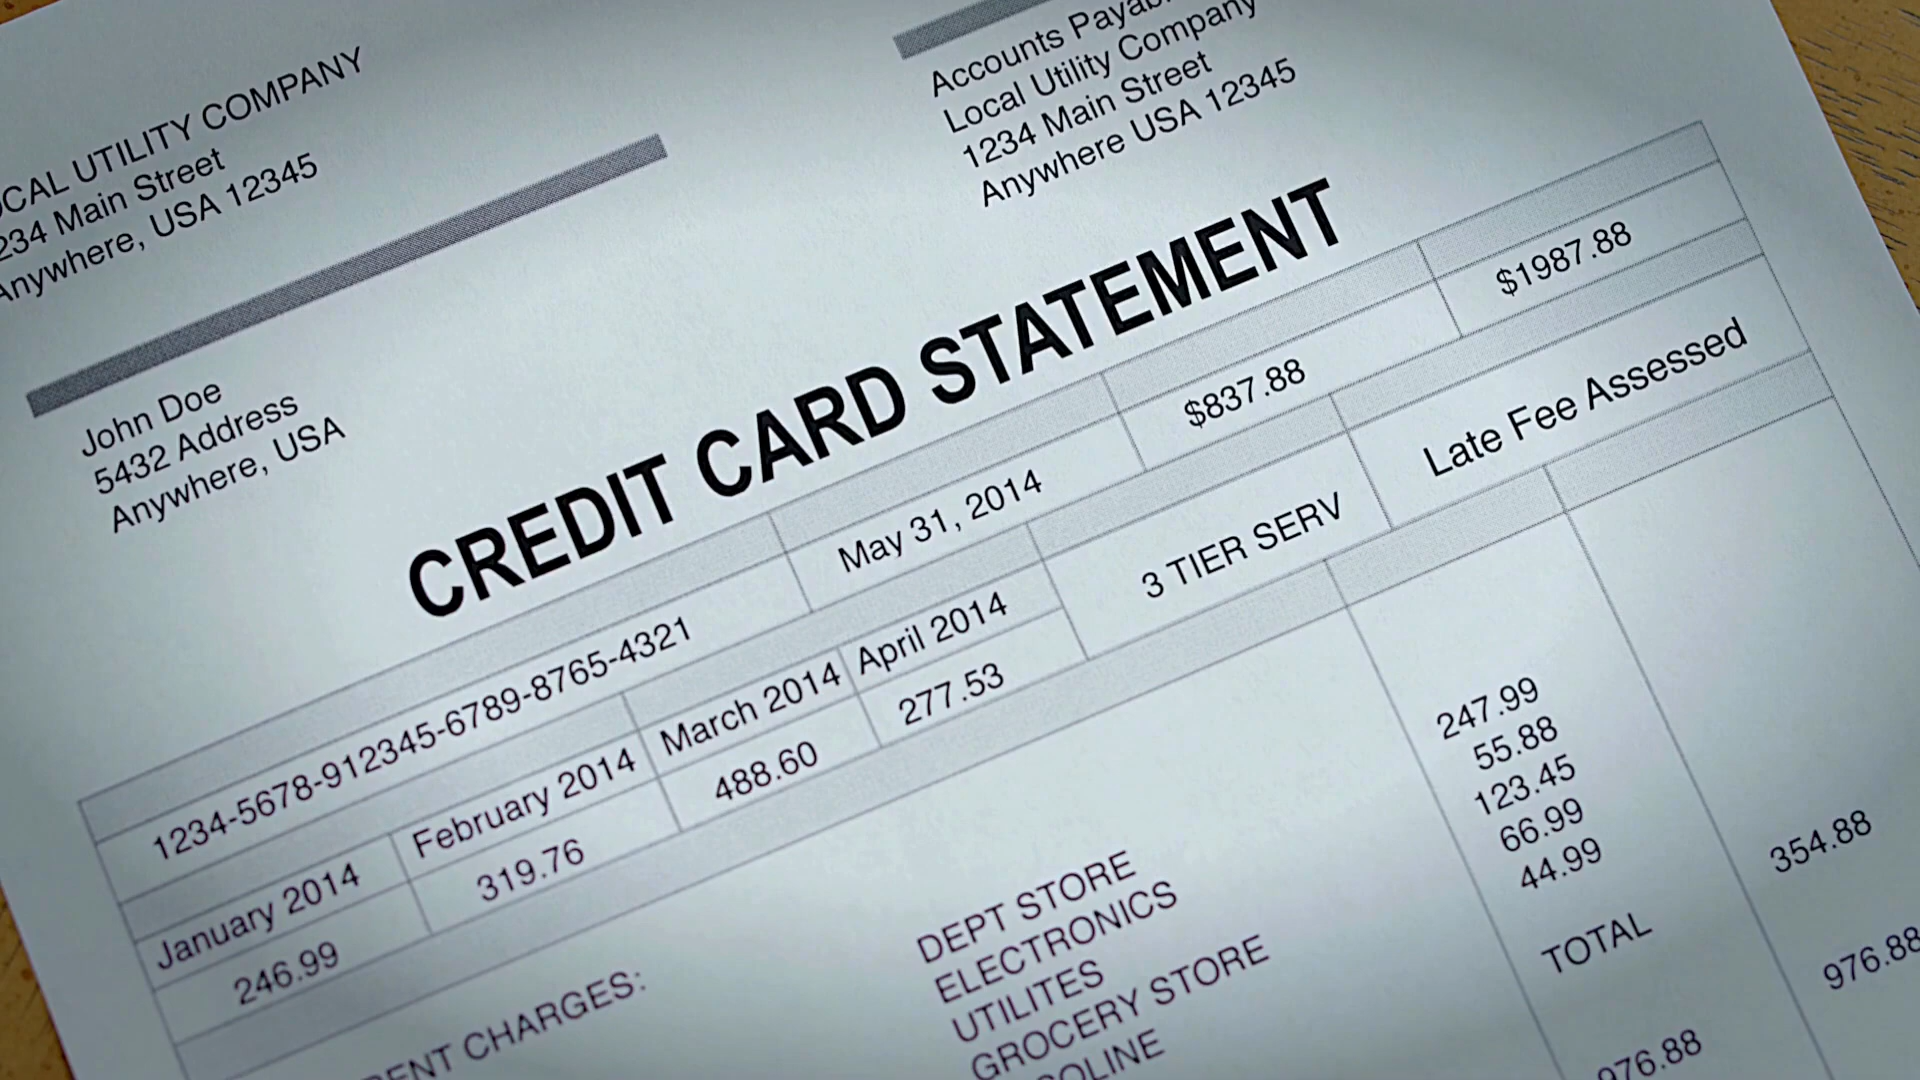 CAL UTILITY COMPANY
234 Main Street
Anywhere, USA 12345
Accounts
Local Utility Company
1234 Main Street
Anywhere USA 12345
John Doe
5432 Address
Anywhere, USA
CREDIT CARD STATEMENT
1234-5678-912345-6789-8765-4321
May 31, 2014
$837.88
$1987.88
January 2014
February 2014
March 2014
April 2014
3 TIER SERV
Late Fee Assessed
246.99
319.76
488.60
277.53
CHARGES:
DEPT STORE
247.99
ELECTRONICS
55.88
UTILITES
123.45
GROCERY STORE
66.99
OLINE
44.99
354.88
TOTAL
976.88
976.88